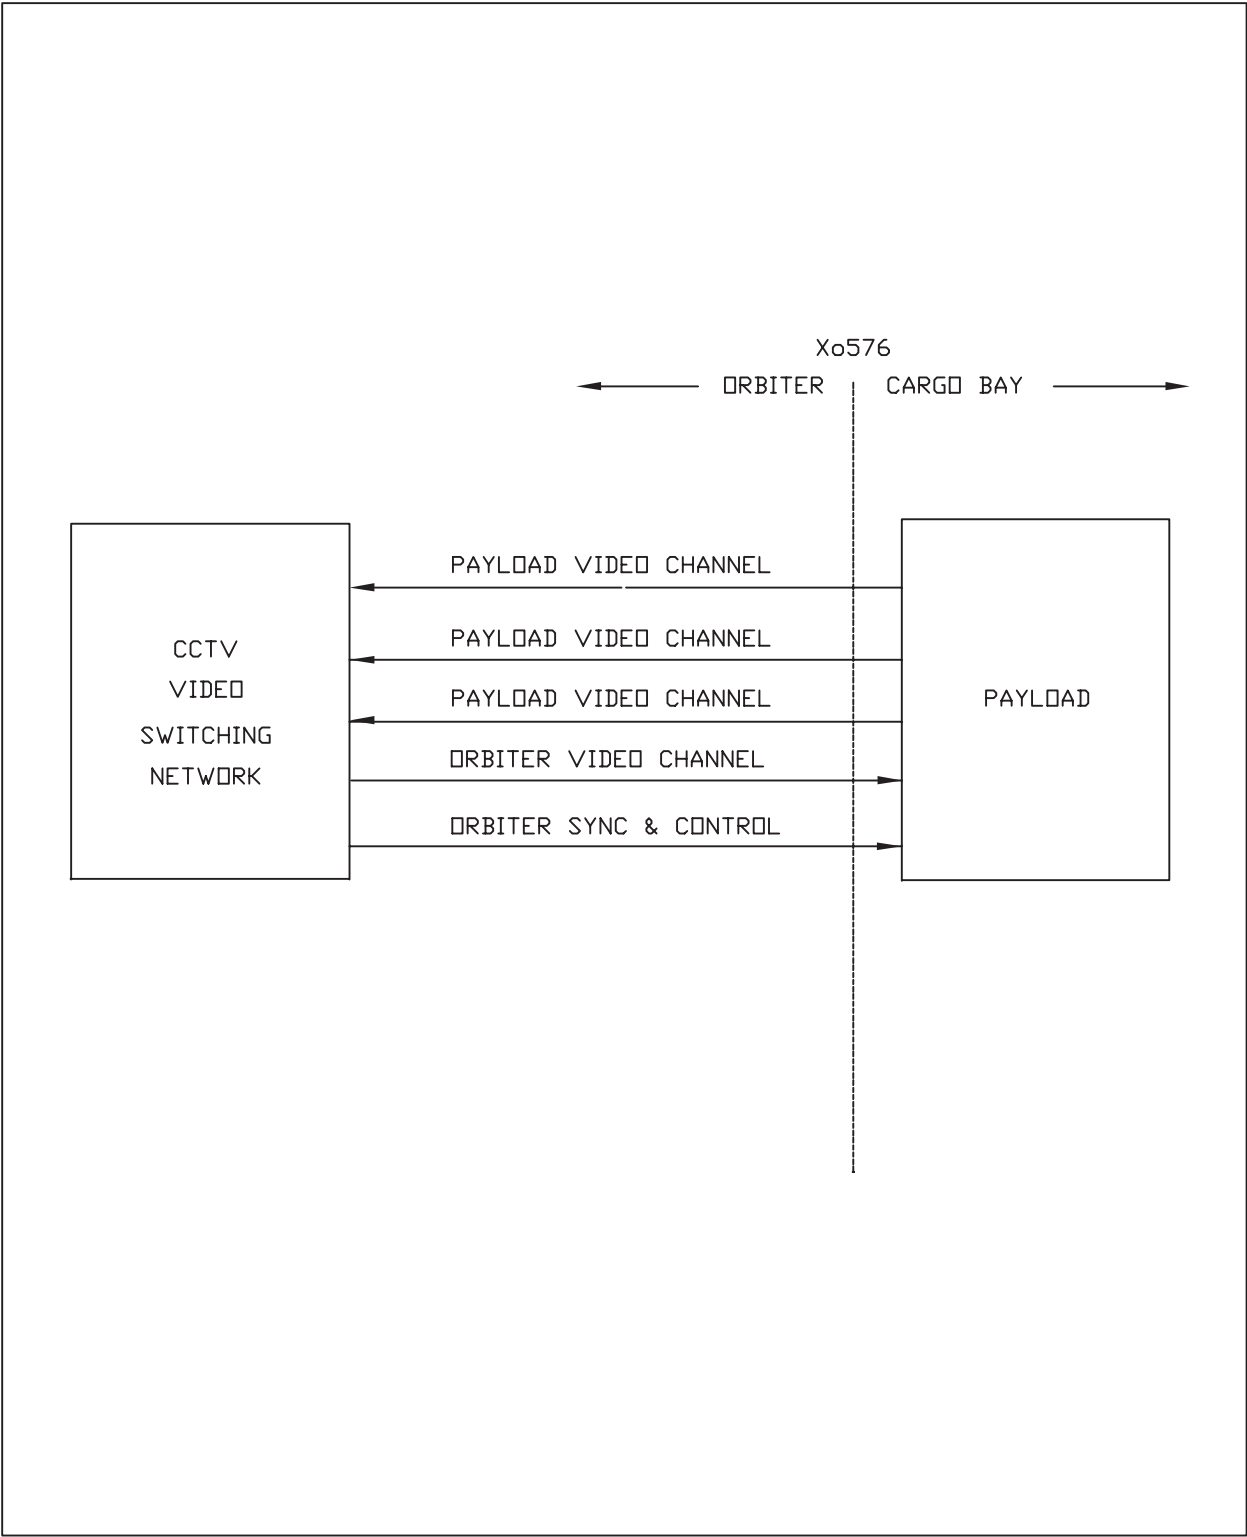 Xo576
ORBITER CARGO BAY
PAYLOAD VIDEO CHANNEL
PAYLOAD VIDEO CHANNEL
PAYLOAD VIDEO CHANNEL
ORBITER VIDEO CHANNEL
ORBITER SYNC & CONTROL
CCTV
VIDEO
SWITCHING
NETWORK
PAYLOAD